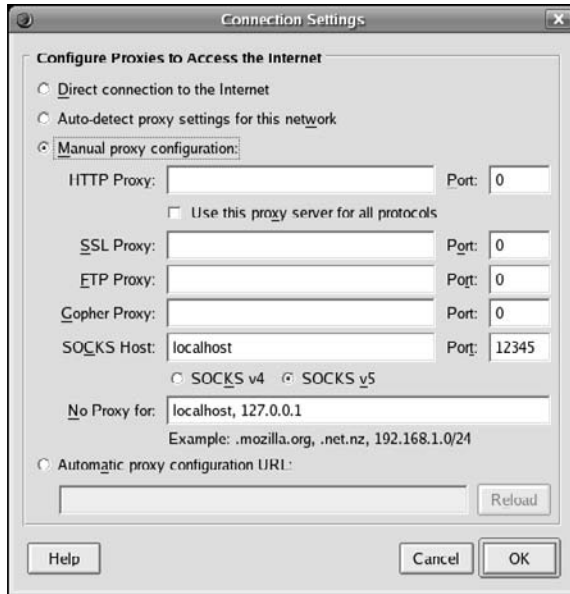 Connection Settings
Configure Proxies to Access the Internet
Direct connection to the Internet
Auto-detect proxy settings for this network
Manual proxy configuration:
HTTP Proxy: Port: 0
Use this proxy server for all protocols
SSL Proxy: Port: 0
FTP Proxy: Port: 0
Gopher Proxy: Port: 0
SOCKS Host: localhost Port: 12345
SOCKS v4 SOCKS v5
No Proxy for: localhost, 127.0.0.1
Example: .mozilla.org, .net.nz, 192.168.1.0/24
Automatic proxy configuration URL:
Reload
Help Cancel OK